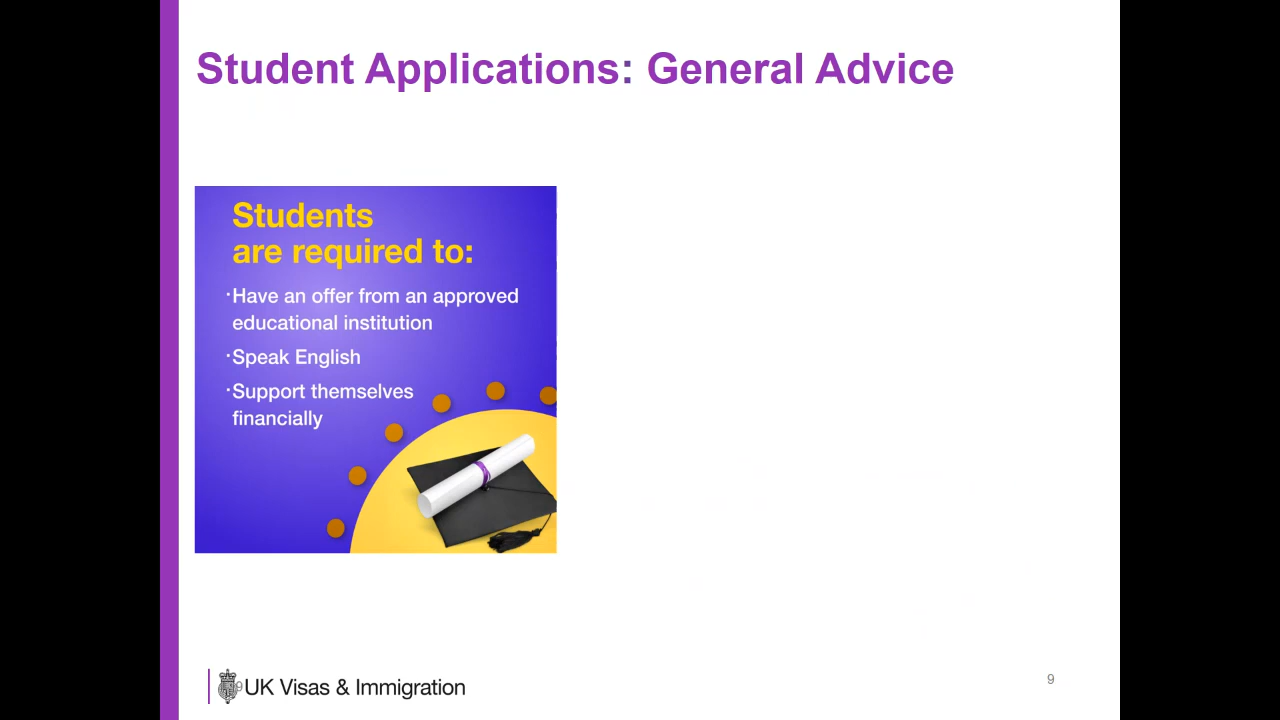 Student Applications: General Advice
Students
are required to:
·Have an offer from an approved
educational institution
·Speak English
·Support themselves
financially
UK Visas & Immigration
9